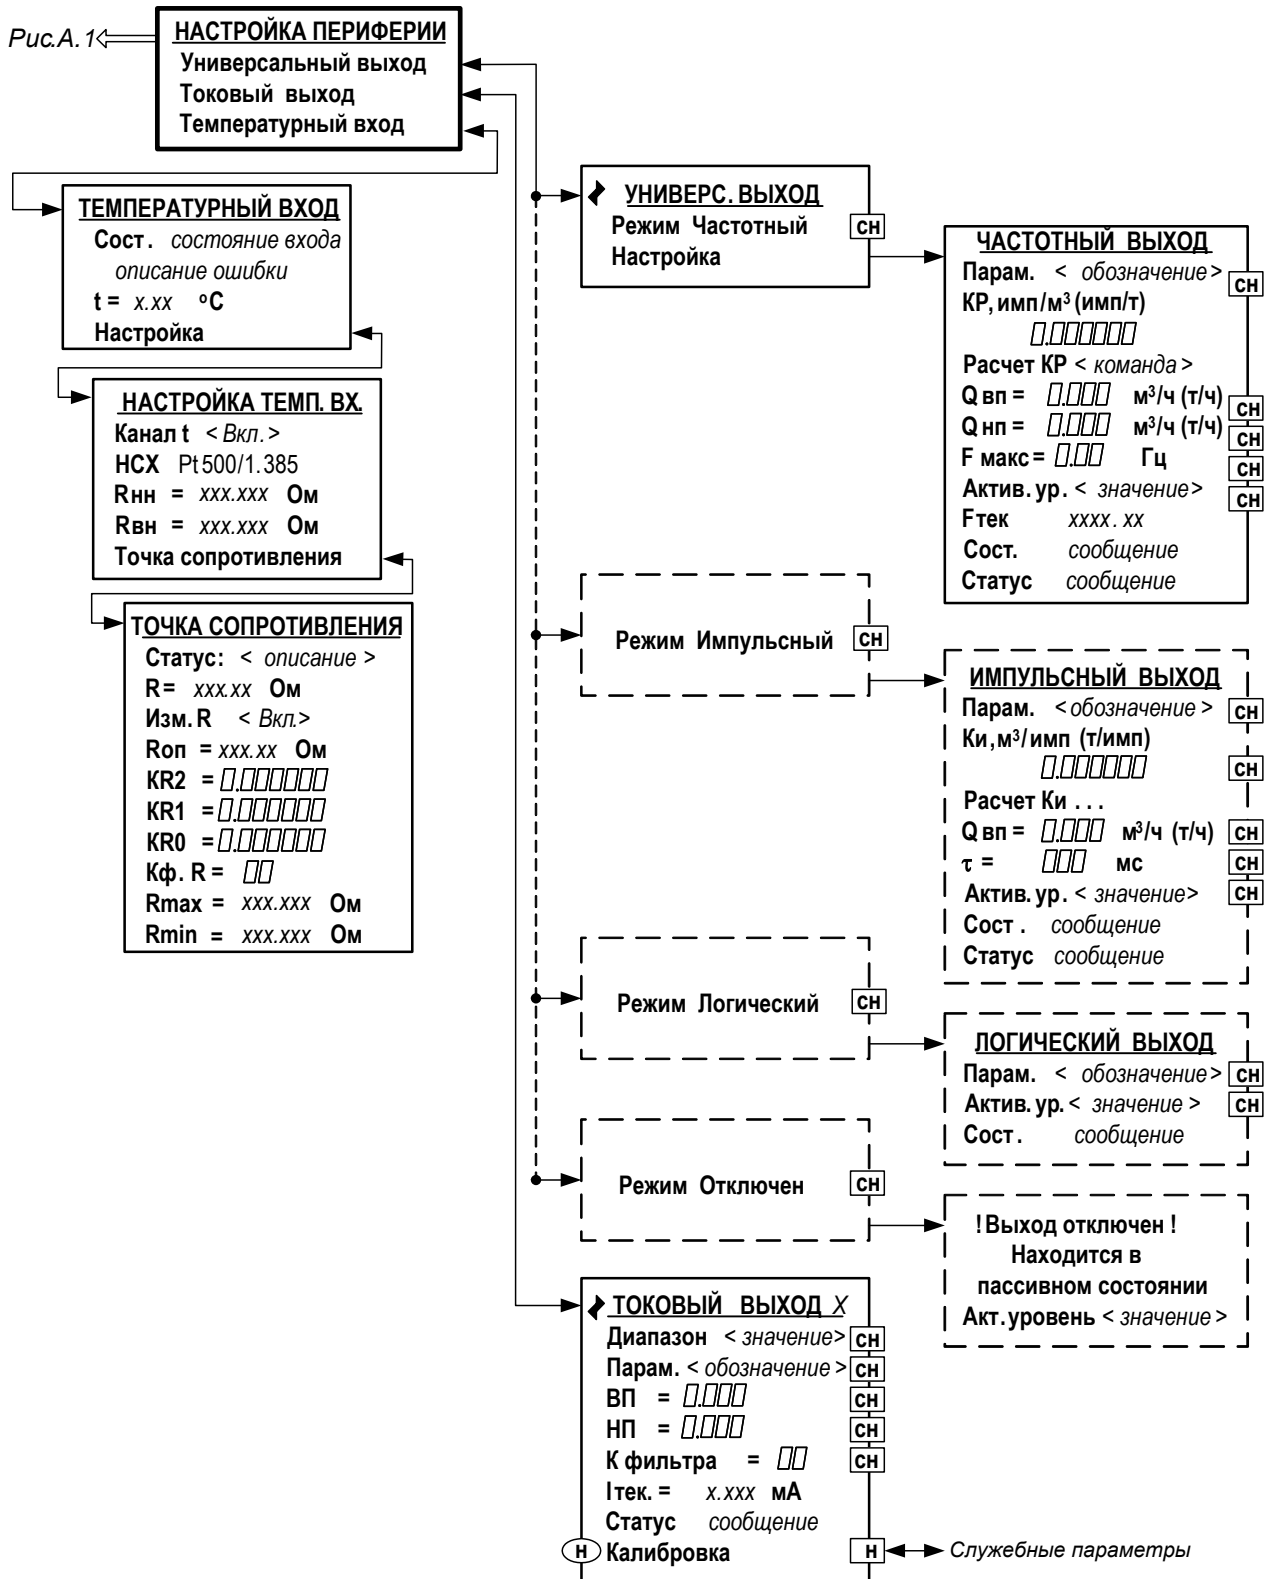 Рис.А.1
НАСТРОЙКА ПЕРИФЕРИИ
Универсальный выход
Токовый выход
Температурный вход
ТЕМПЕРАТУРНЫЙ ВХОД
Сост. состояние входа
описание ошибки
t = x.xx °C
Настройка
НАСТРОЙКА ТЕМП. ВХ.
Канал t < Вкл. >
НСХ Pt500/1.385
Rнн = xxx.xxx Ом
Rвн = xxx.xxx Ом
Точка сопротивления
ТОЧКА СОПРОТИВЛЕНИЯ
Статус: < описание >
R= xxx.xx Ом
Изм. R < Вкл.>
Rоп = xxx.xx Ом
KR2 = 0.000000
KR1 = 0.000000
KR0 = 0.000000
Кф. R = 00
Rmax = xxx.xxx Ом
Rmin = xxx.xxx Ом
УНИВЕРС. ВЫХОД
Режим Частотный СН
Настройка
ЧАСТОТНЫЙ ВЫХОД
Парам. < обозначение > СН
КР, имп/м³ (имп/т)
0.000000
Расчет КР < команда >
Q вп = 0.000 м³/ч (т/ч) СН
Q нп = 0.000 м³/ч (т/ч) СН
F макс = 0.00 Гц СН
Актив. ур. < значение > СН
Fтек xxxx. xx
Сост. сообщение
Статус сообщение
Режим Импульсный СН
ИМПУЛЬСНЫЙ ВЫХОД
Парам. < обозначение > СН
Ки, м³/имп (т/имп)
0.000000 СН
Расчет Ки ...
Q вп = 0.000 м³/ч (т/ч) СН
τ = 000 мс СН
Актив. ур. < значение> СН
Сост. сообщение
Статус сообщение
Режим Логический СН
ЛОГИЧЕСКИЙ ВЫХОД
Парам. < обозначение > СН
Актив. ур. < значение > СН
Сост. сообщение
Режим Отключен СН
!Выход отключен !
Находится в
пассивном состоянии
Акт. уровень < значение >
ТОКОВЫЙ ВЫХОД X
Диапазон < значение> СН
Парам. < обозначение > СН
ВП = 0.000 СН
НП = 0.000 СН
К фильтра = 00 СН
Iтек. = x.xxx мА
Статус сообщение
Н Калибровка Н Служебные параметры